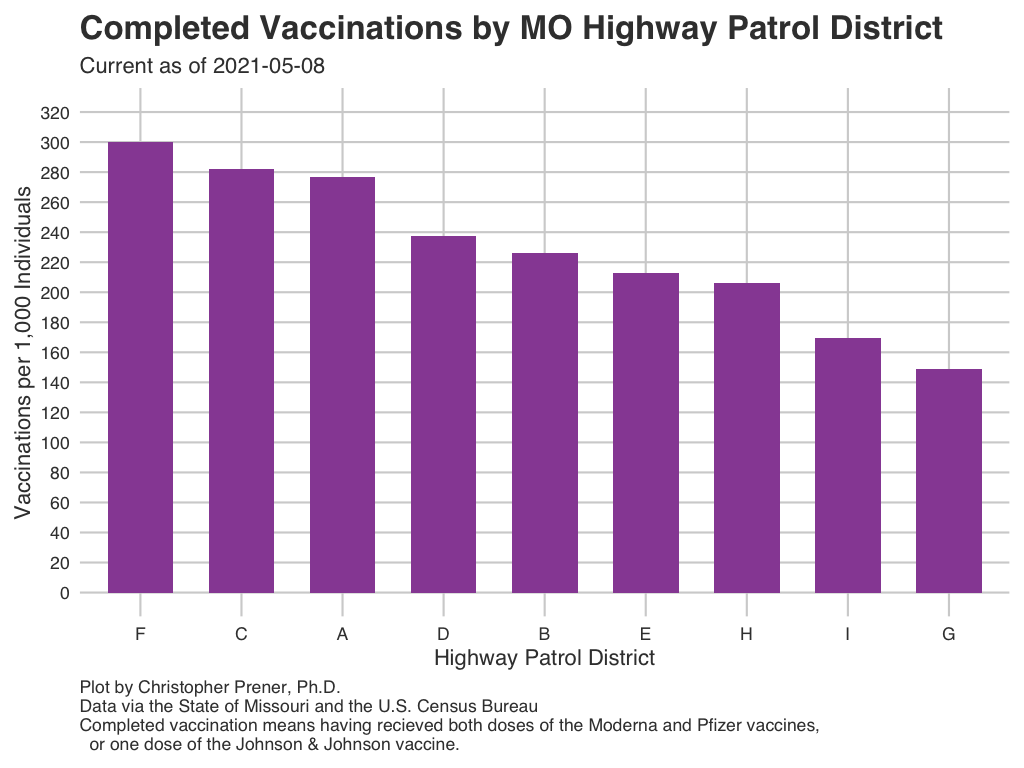 Completed Vaccinations by MO Highway Patrol District
Current as of 2021-05-08
Vaccinations per 1,000 Individuals
320
300
280
260
240
220
200
180
160
140
120
100
80
60
40
20
0
F C A D B E H I G
Highway Patrol District
Plot by Christopher Prener, Ph.D.
Data via the State of Missouri and the U.S. Census Bureau
Completed vaccination means having recieved both doses of the Moderna and Pfizer vaccines,
or one dose of the Johnson & Johnson vaccine.